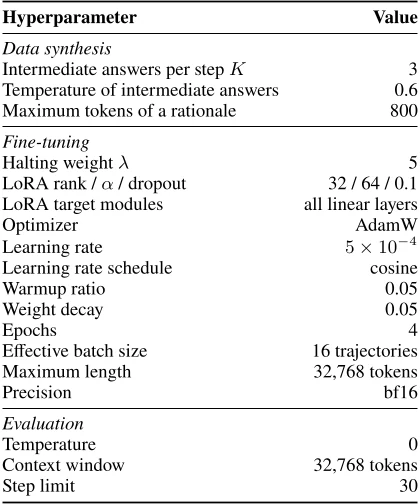 Hyperparameter Value
Data synthesis
Intermediate answers per step K 3
Temperature of intermediate answers 0.6
Maximum tokens of a rationale 800
Fine-tuning
Halting weight λ 5
LoRA rank / α / dropout 32 / 64 / 0.1
LoRA target modules all linear layers
Optimizer AdamW
Learning rate 5 × 10⁻⁴
Learning rate schedule cosine
Warmup ratio 0.05
Weight decay 0.05
Epochs 4
Effective batch size 16 trajectories
Maximum length 32,768 tokens
Precision bf16
Evaluation
Temperature 0
Context window 32,768 tokens
Step limit 30